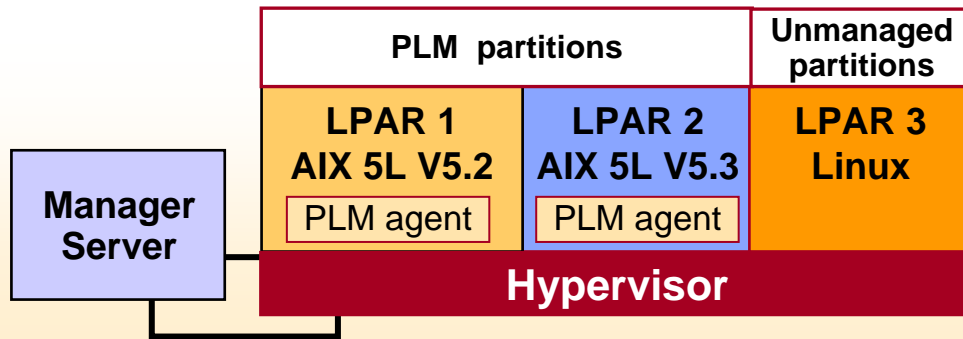 PLM partitions
Unmanaged
partitions
LPAR 1
AIX 5L V5.2
PLM agent
LPAR 2
AIX 5L V5.3
PLM agent
LPAR 3
Linux
Manager
Server
Hypervisor